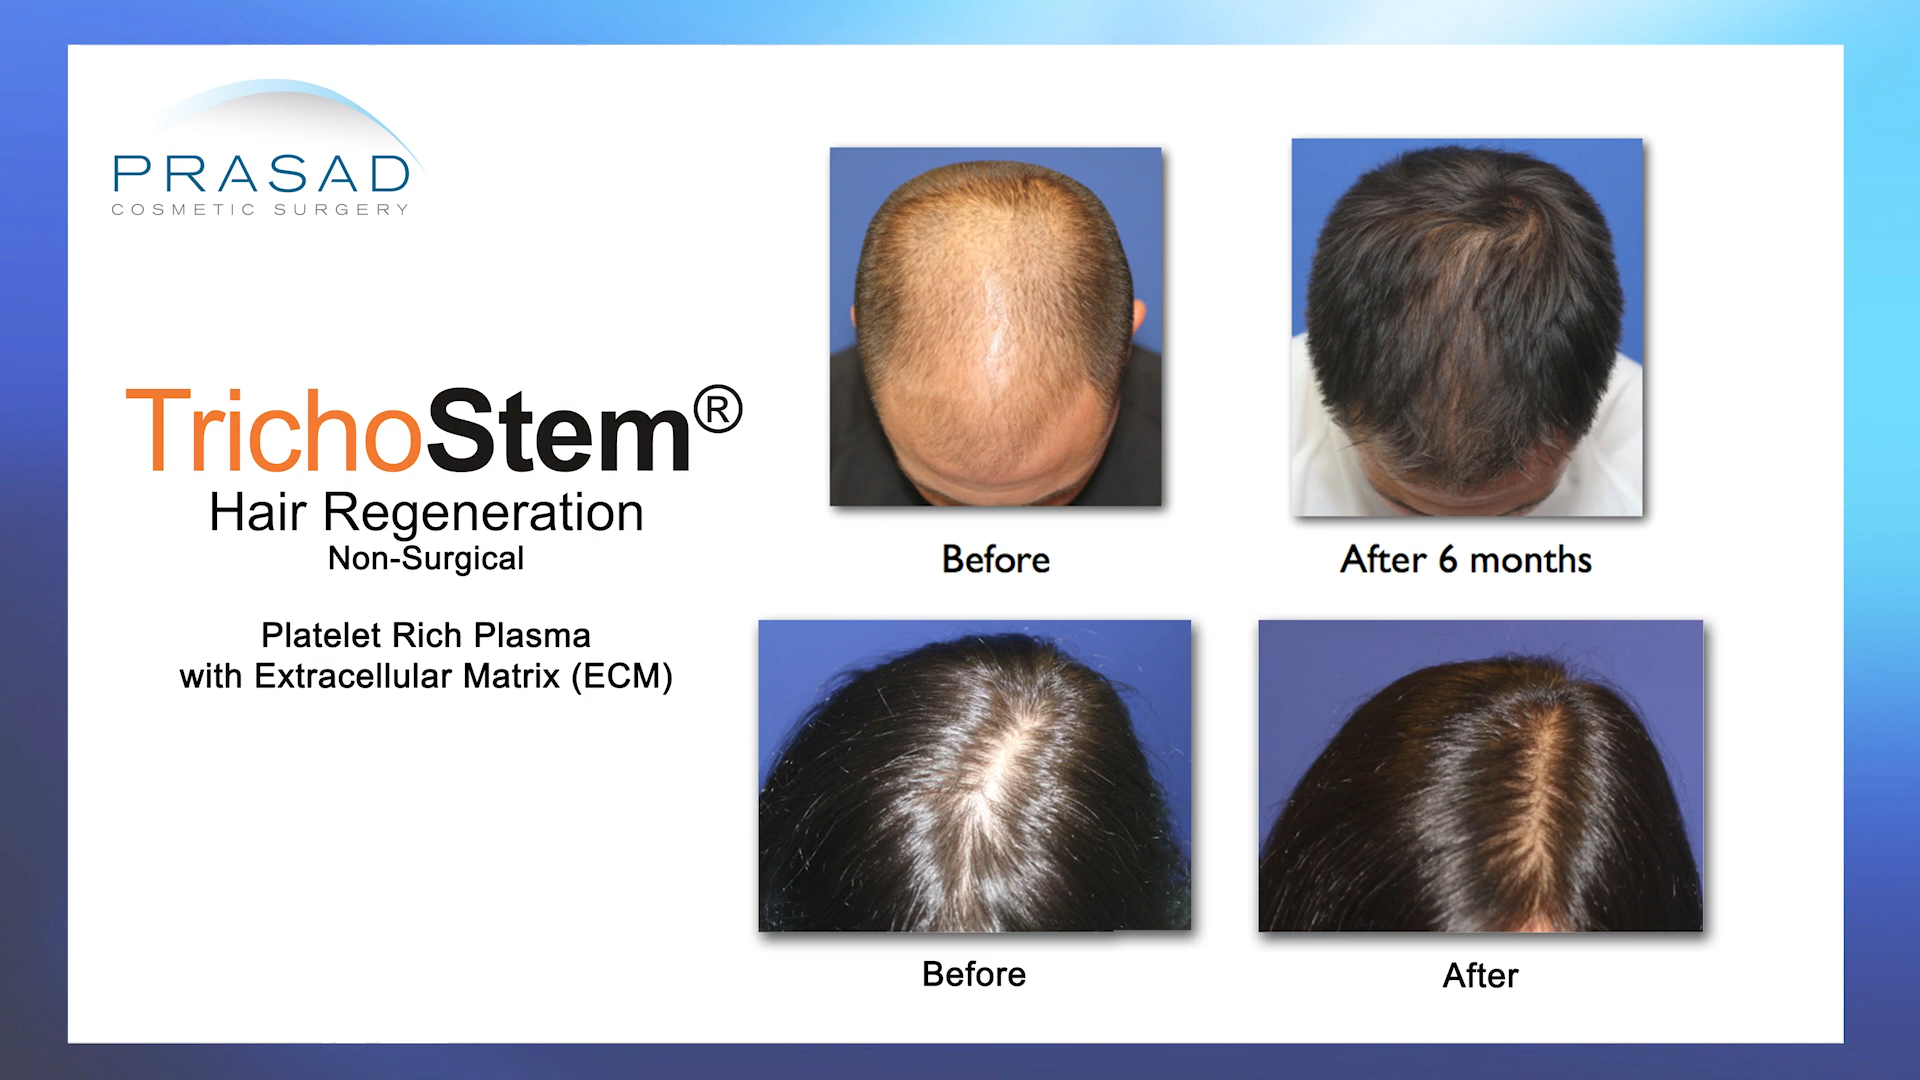 PRASAD
COSMETIC SURGERY
TrichoStem®
Hair Regeneration
Non-Surgical
Platelet Rich Plasma
with Extracellular Matrix (ECM)
Before
After 6 months
Before
After